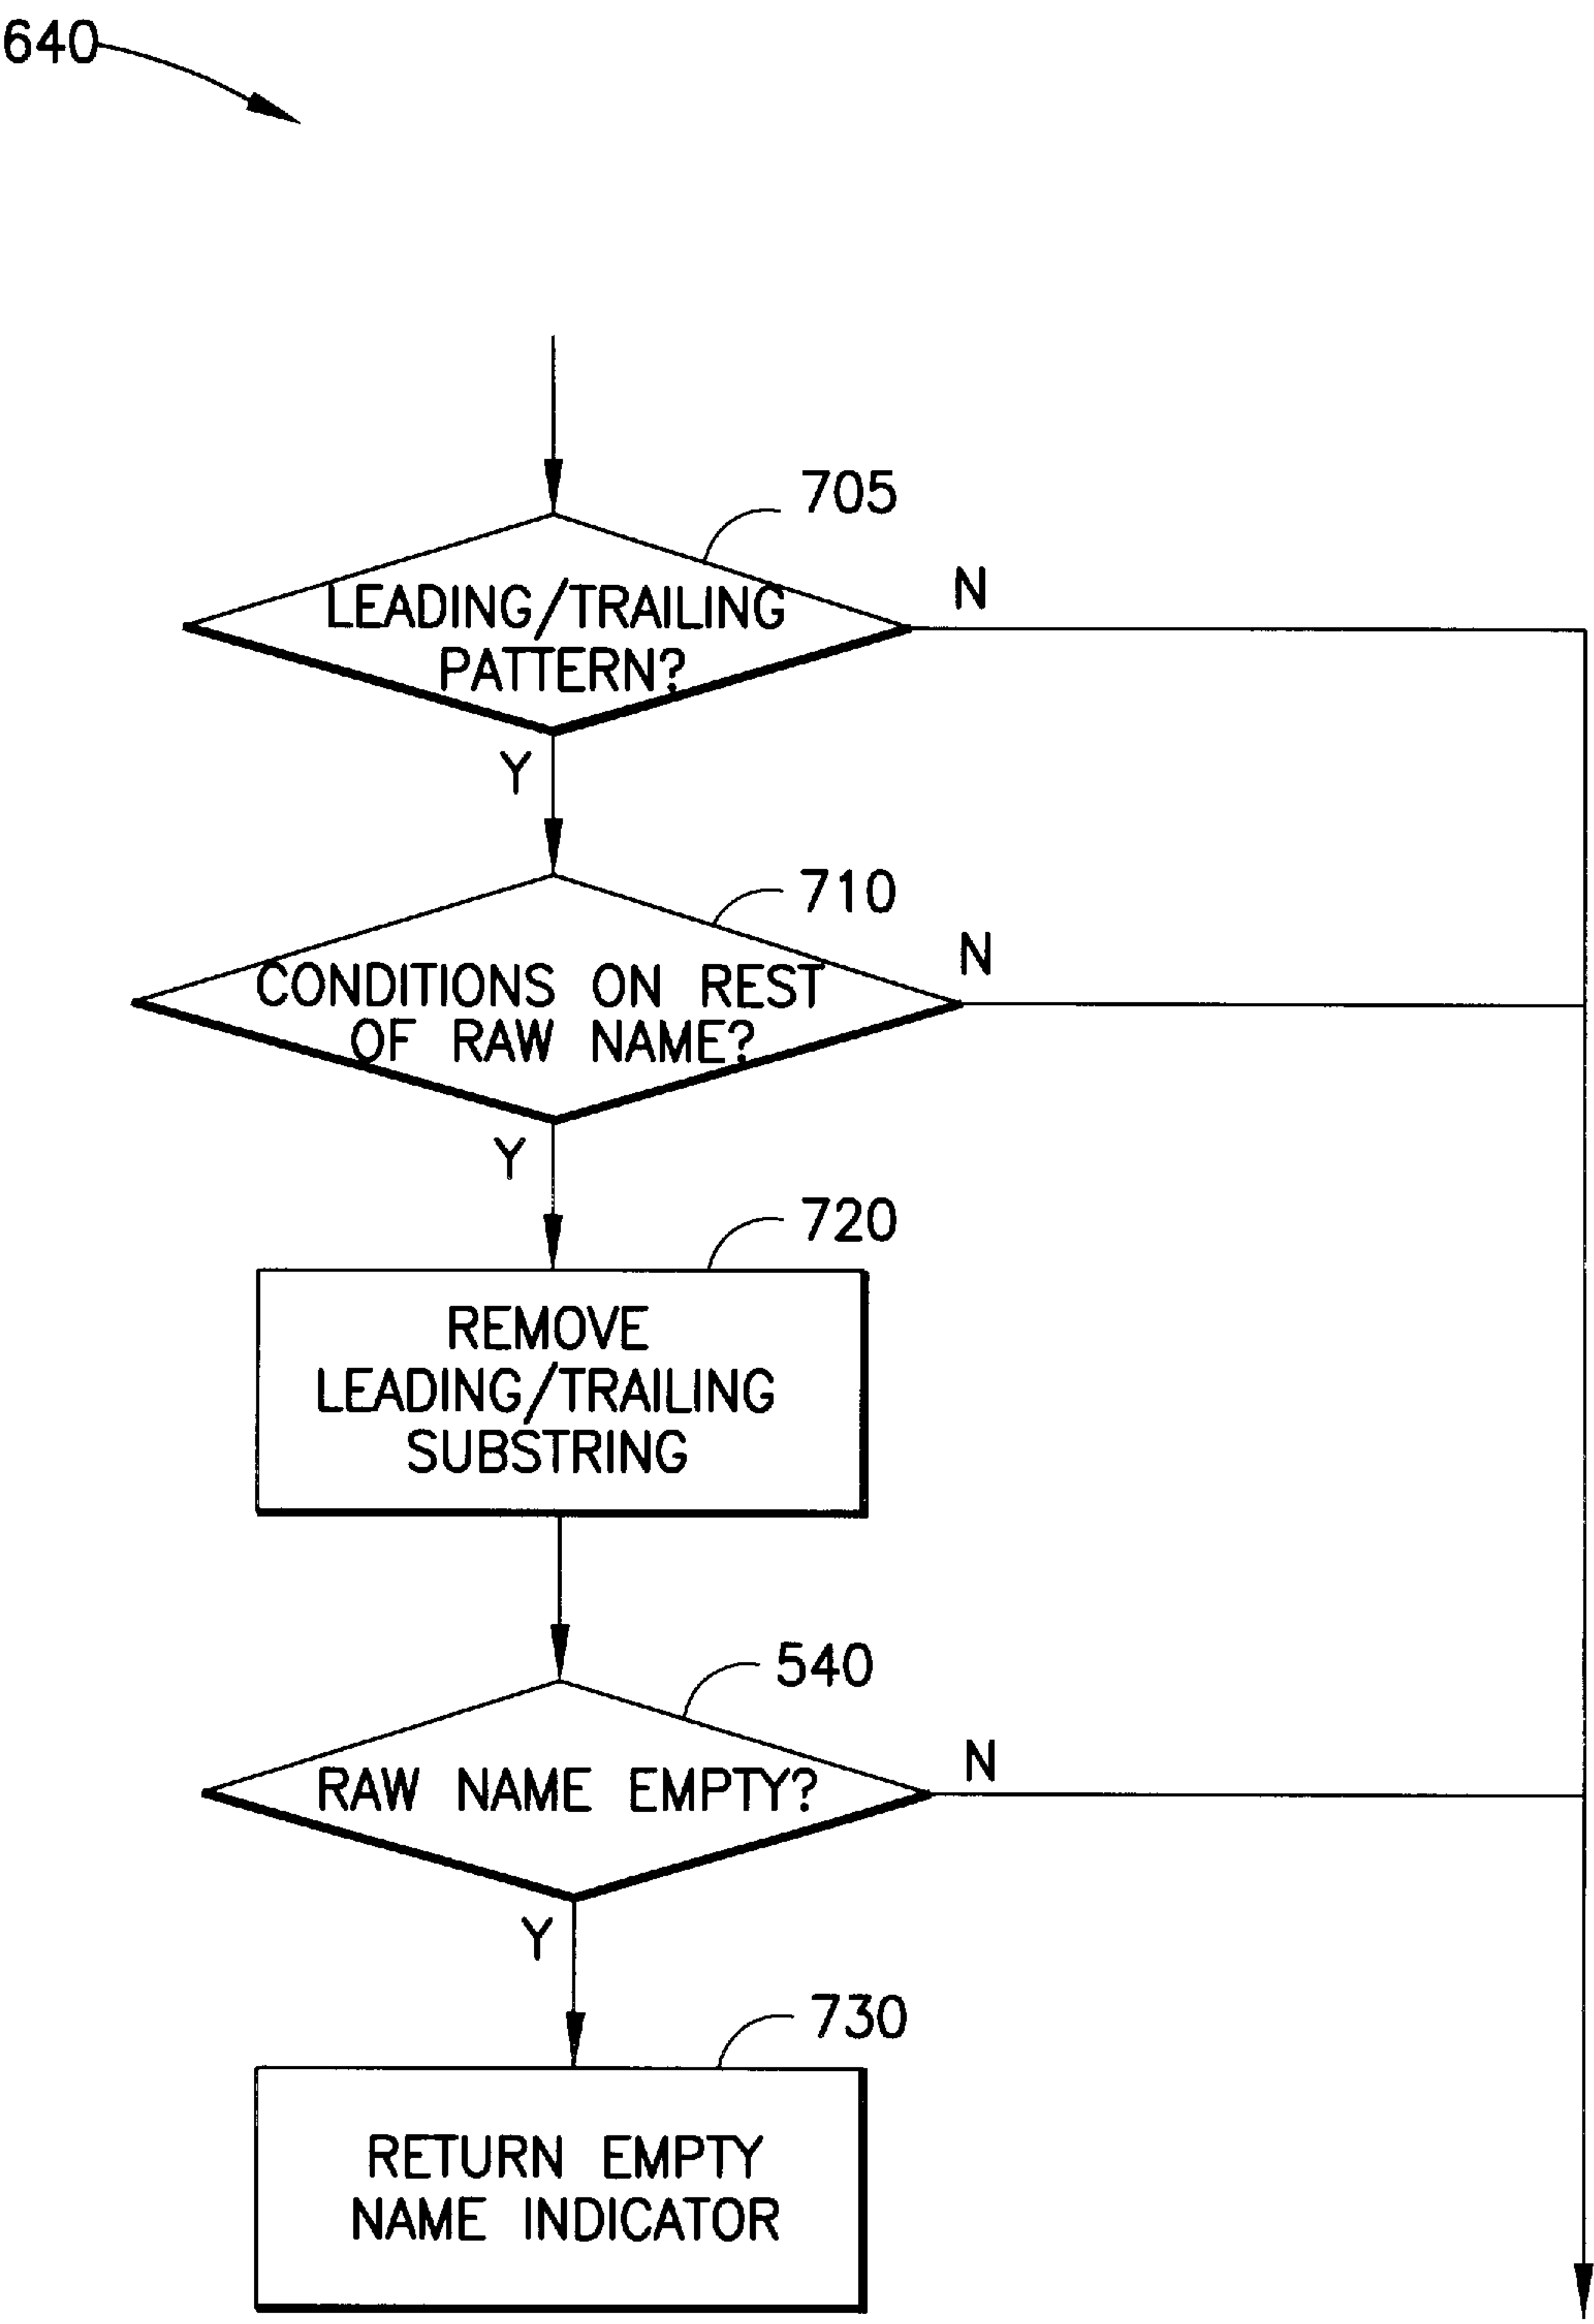 640
705
LEADING/TRAILING
PATTERN?
N
Y
710
CONDITIONS ON REST
OF RAW NAME?
N
Y
720
REMOVE
LEADING/TRAILING
SUBSTRING
540
RAW NAME EMPTY?
N
Y
730
RETURN EMPTY
NAME INDICATOR